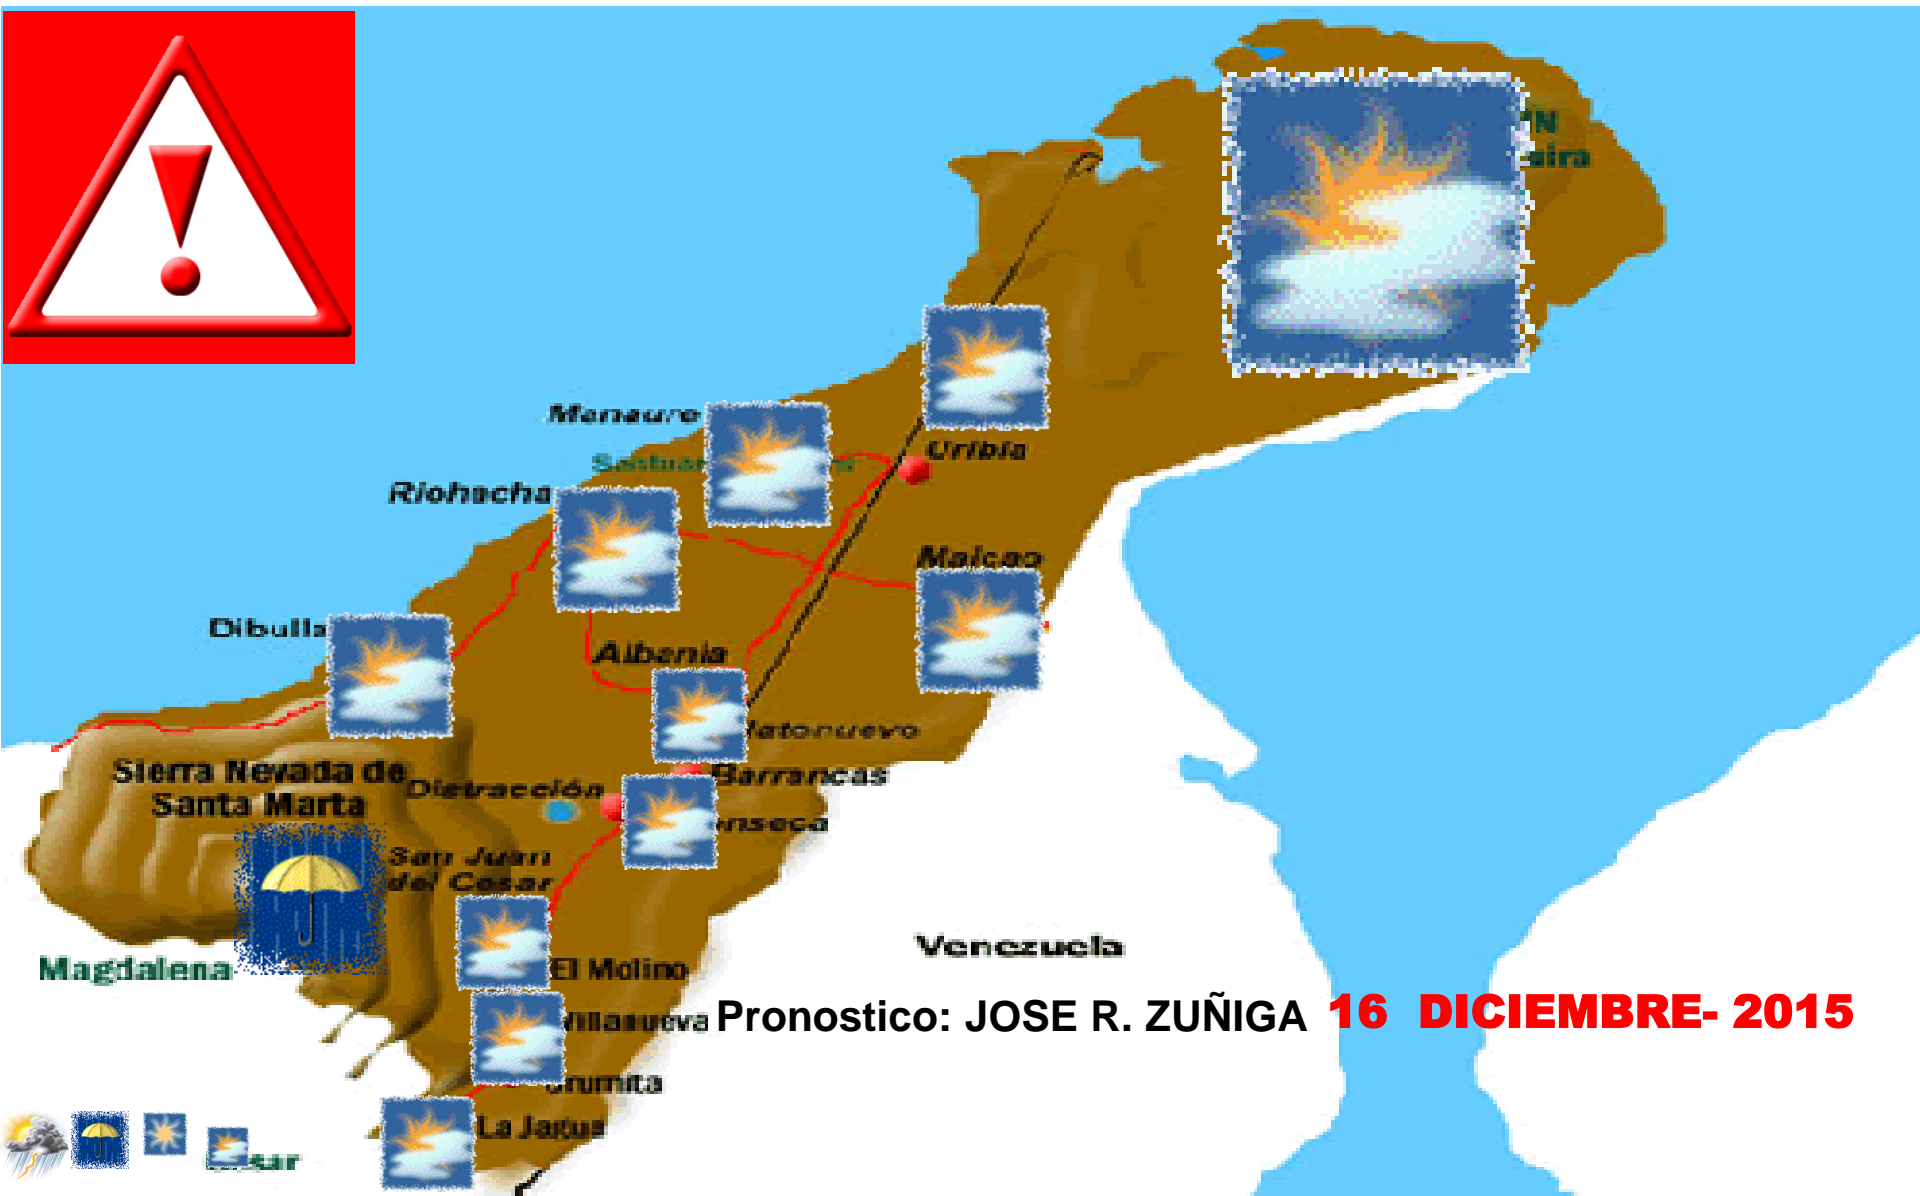 Manaure
Uribia
Riohacha
Maicao
Dibulla
Albania
Sierra Nevada de
Santa Marta
Distracción
Barrancas
San Juan
del Cesar
Venezuela
Magdalena
El Molino
Villanueva
Pronostico: JOSE R. ZUÑIGA 16 DICIEMBRE- 2015
La Jagua